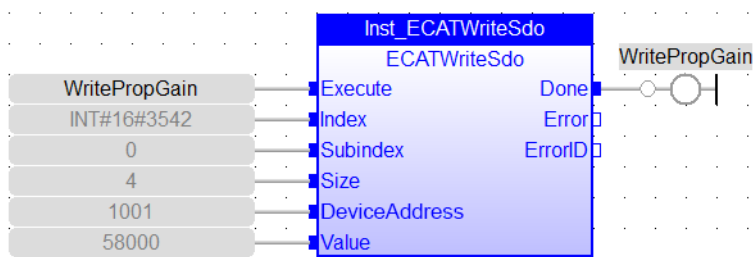 Inst_ECATWriteSdo
ECATWriteSdo
WritePropGain
WritePropGain Execute Done
INT#16#3542 Index Error
0 Subindex ErrorID
4 Size
1001 DeviceAddress
58000 Value